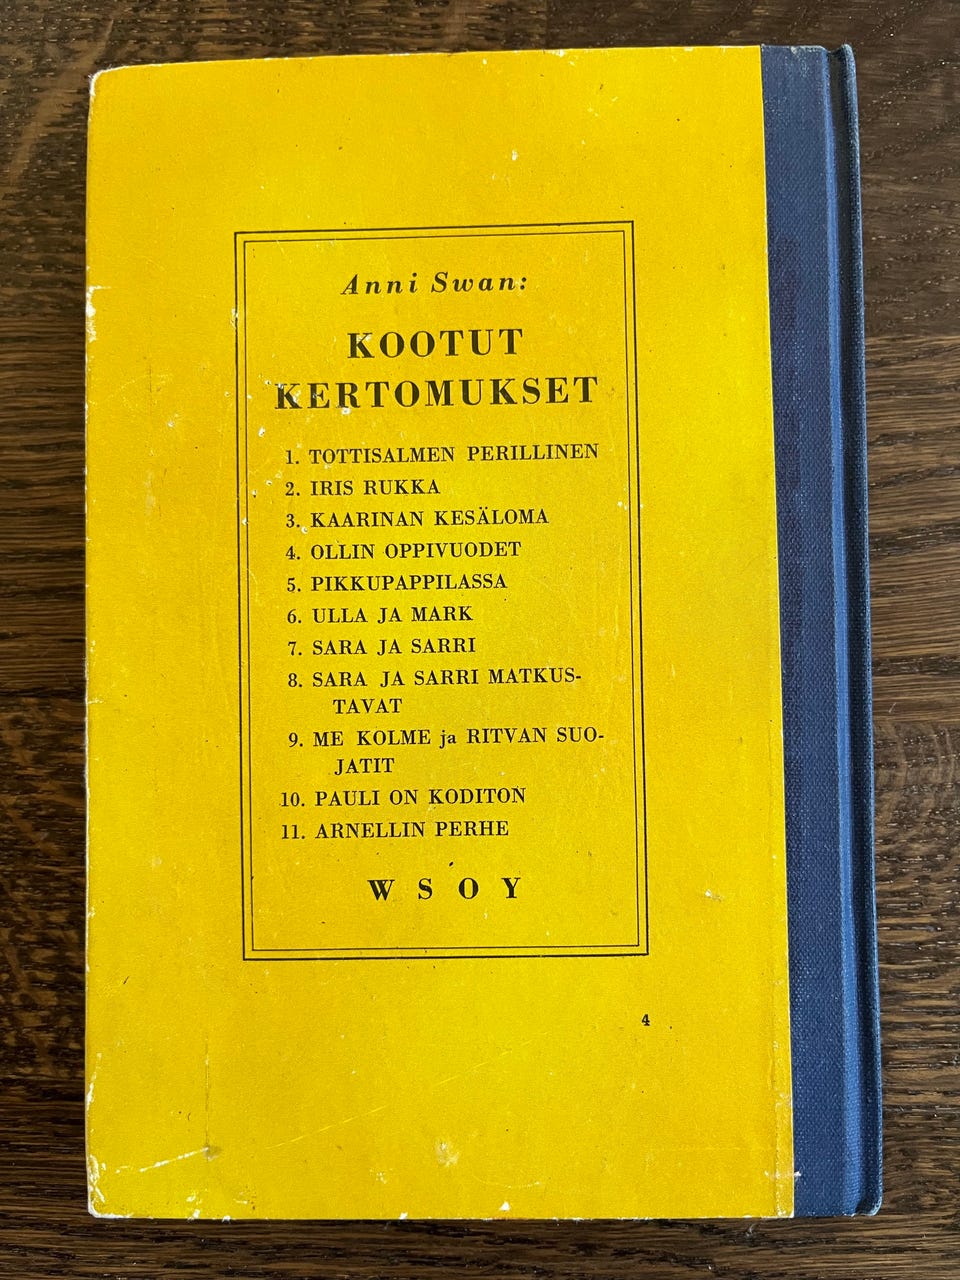 Anni Swan:
KOOTUT
KERTOMUKSET
1. TOTTISALMEN PERILLINEN
2. IRIS RUKKA
3. KAARINAN KESÄLOMA
4. OLLIN OPPIVUODET
5. PIKKUPAPPILASSA
6. ULLA JA MARK
7. SARA JA SARRI
8. SARA JA SARRI MATKUS-
TAVAT
9. ME KOLME ja RITVAN SUO-
JATIT
10. PAULI ON KODITON
11. ARNELLIN PERHE
WSOY
4